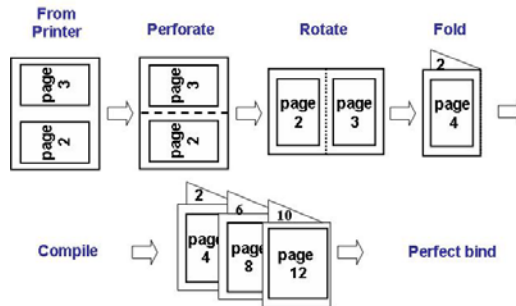 From
Printer
Perforate
Rotate
Fold
page
3
page
2
page
3
page
2
page
2
page
3
2
page
4
Compile
2
page
4
6
page
8
10
page
12
Perfect bind